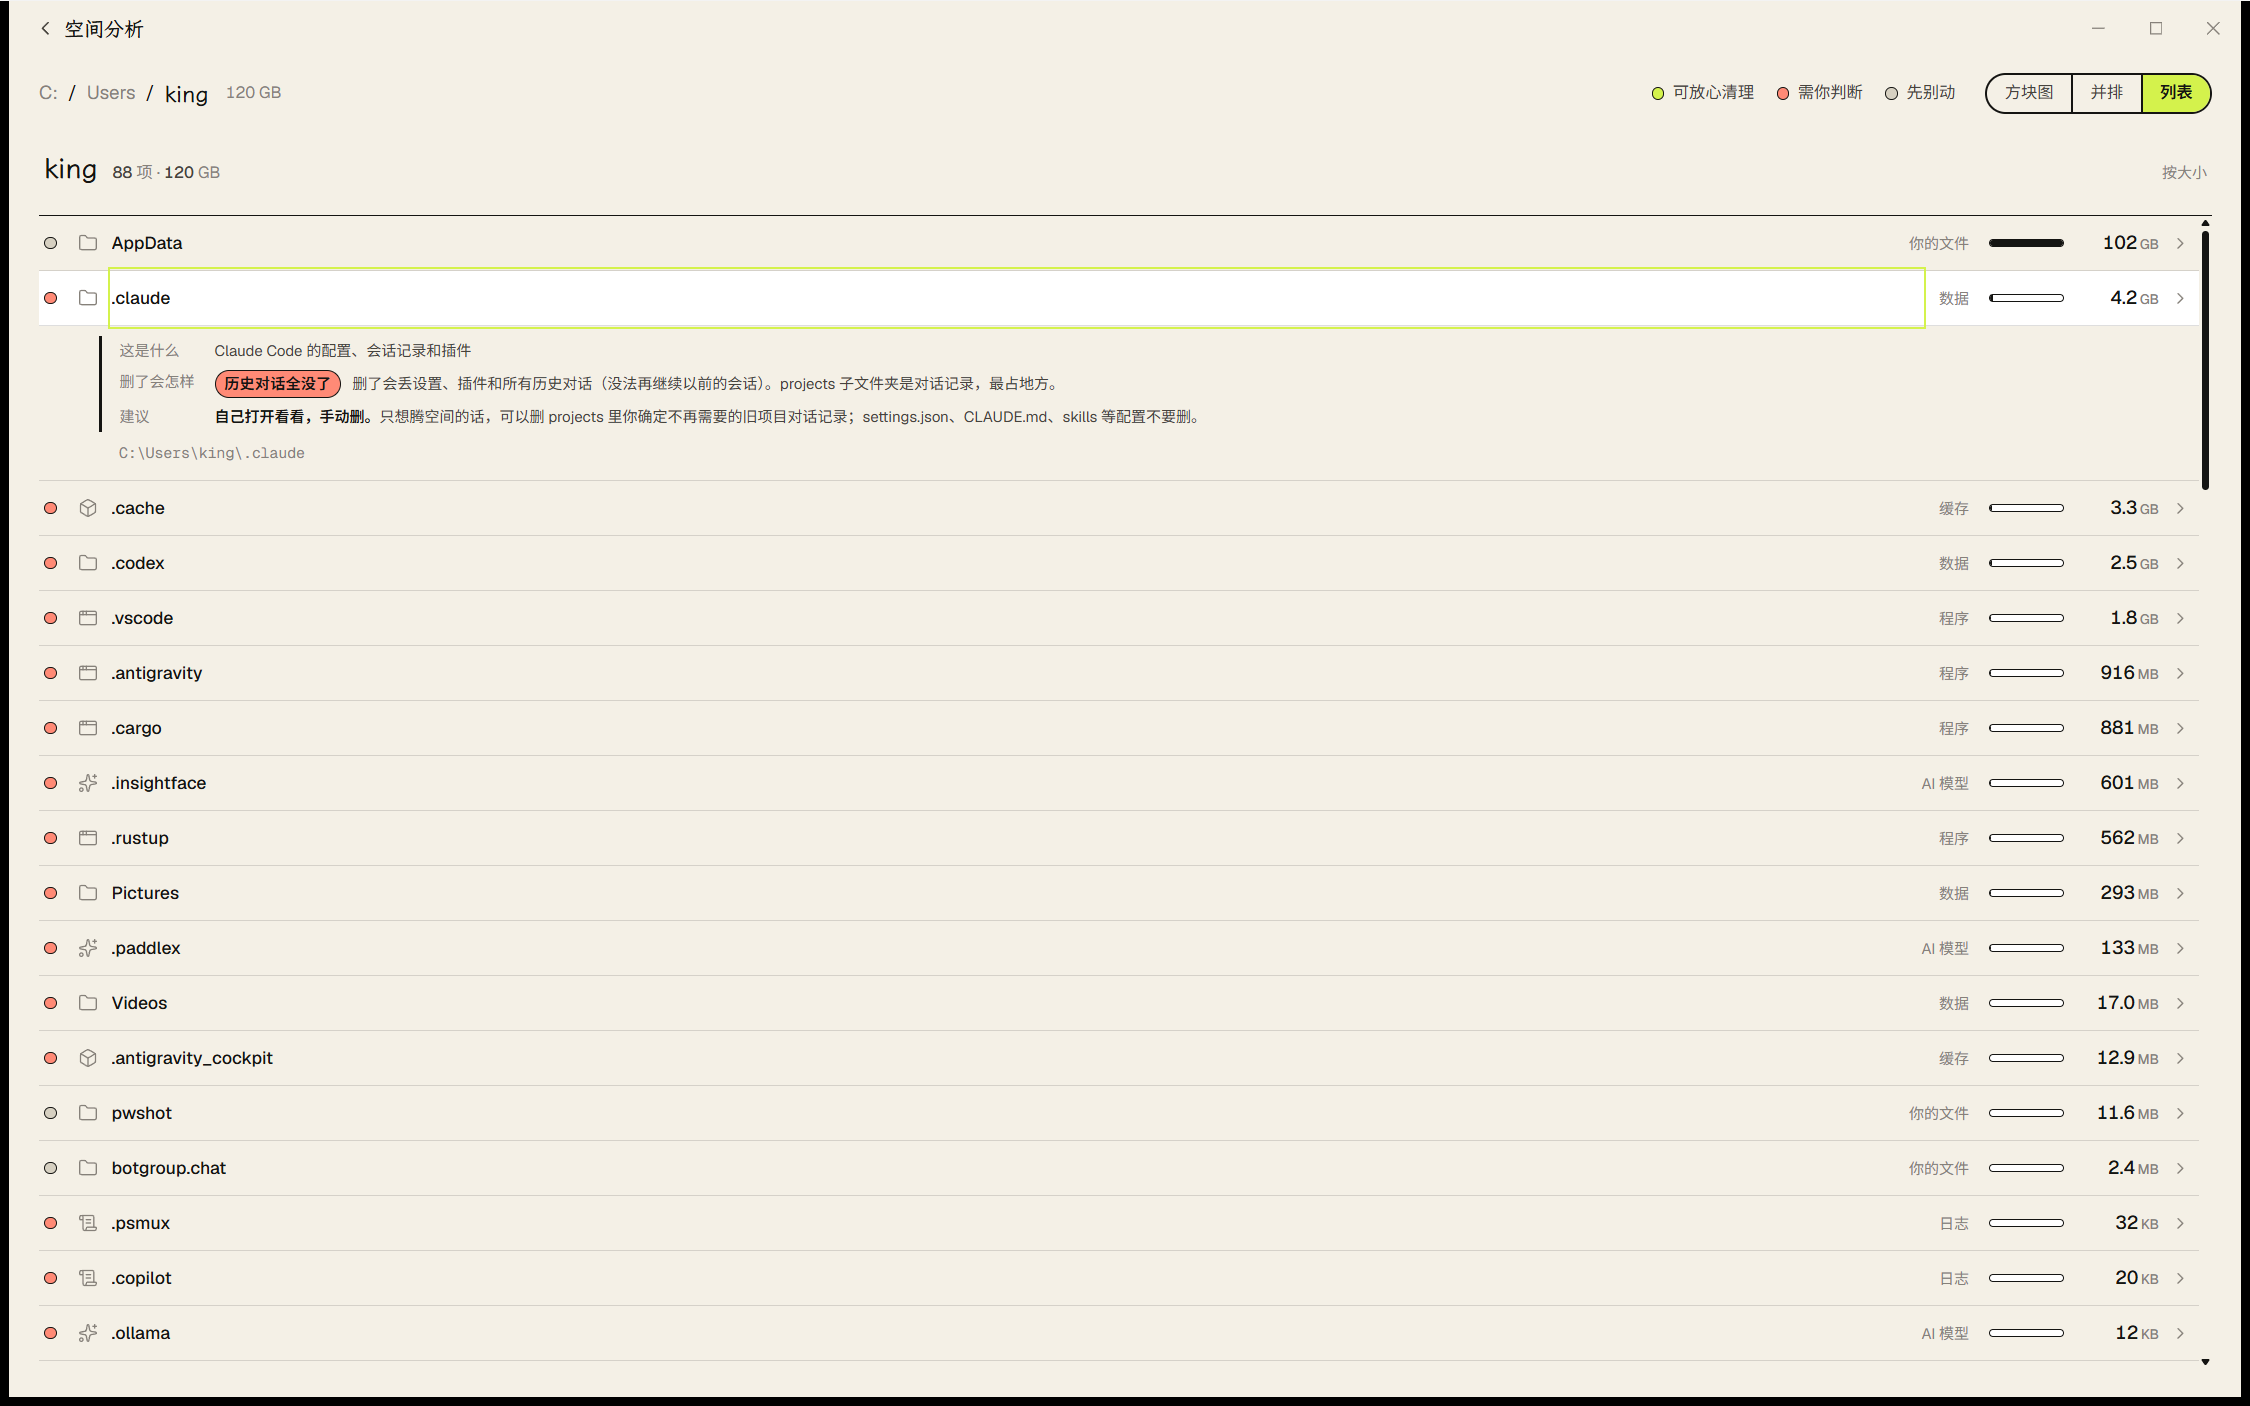 空间分析
C: / Users / king 120 GB
可放心清理 需你判断 先别动 方块图 并排 列表
king 88 项 · 120 GB 按大小
AppData 你的文件 102 GB
.claude 数据 4.2 GB
这是什么 Claude Code 的配置、会话记录和插件
删了会怎样 历史对话全没了 删了会丢设置、插件和所有历史对话（没法再继续以前的会话）。projects 子文件夹是对话记录，最占地方。
建议 自己打开看看，手动删。只想腾空间的话，可以删 projects 里你确定不再需要的旧项目对话记录；settings.json、CLAUDE.md、skills 等配置不要删。
C:\Users\king\.claude
.cache 缓存 3.3 GB
.codex 数据 2.5 GB
.vscode 程序 1.8 GB
.antigravity 程序 916 MB
.cargo 程序 881 MB
.insightface AI 模型 601 MB
.rustup 程序 562 MB
Pictures 数据 293 MB
.paddlex AI 模型 133 MB
Videos 数据 17.0 MB
.antigravity_cockpit 缓存 12.9 MB
pwshot 你的文件 11.6 MB
botgroup.chat 你的文件 2.4 MB
.psmux 日志 32 KB
.copilot 日志 20 KB
.ollama AI 模型 12 KB